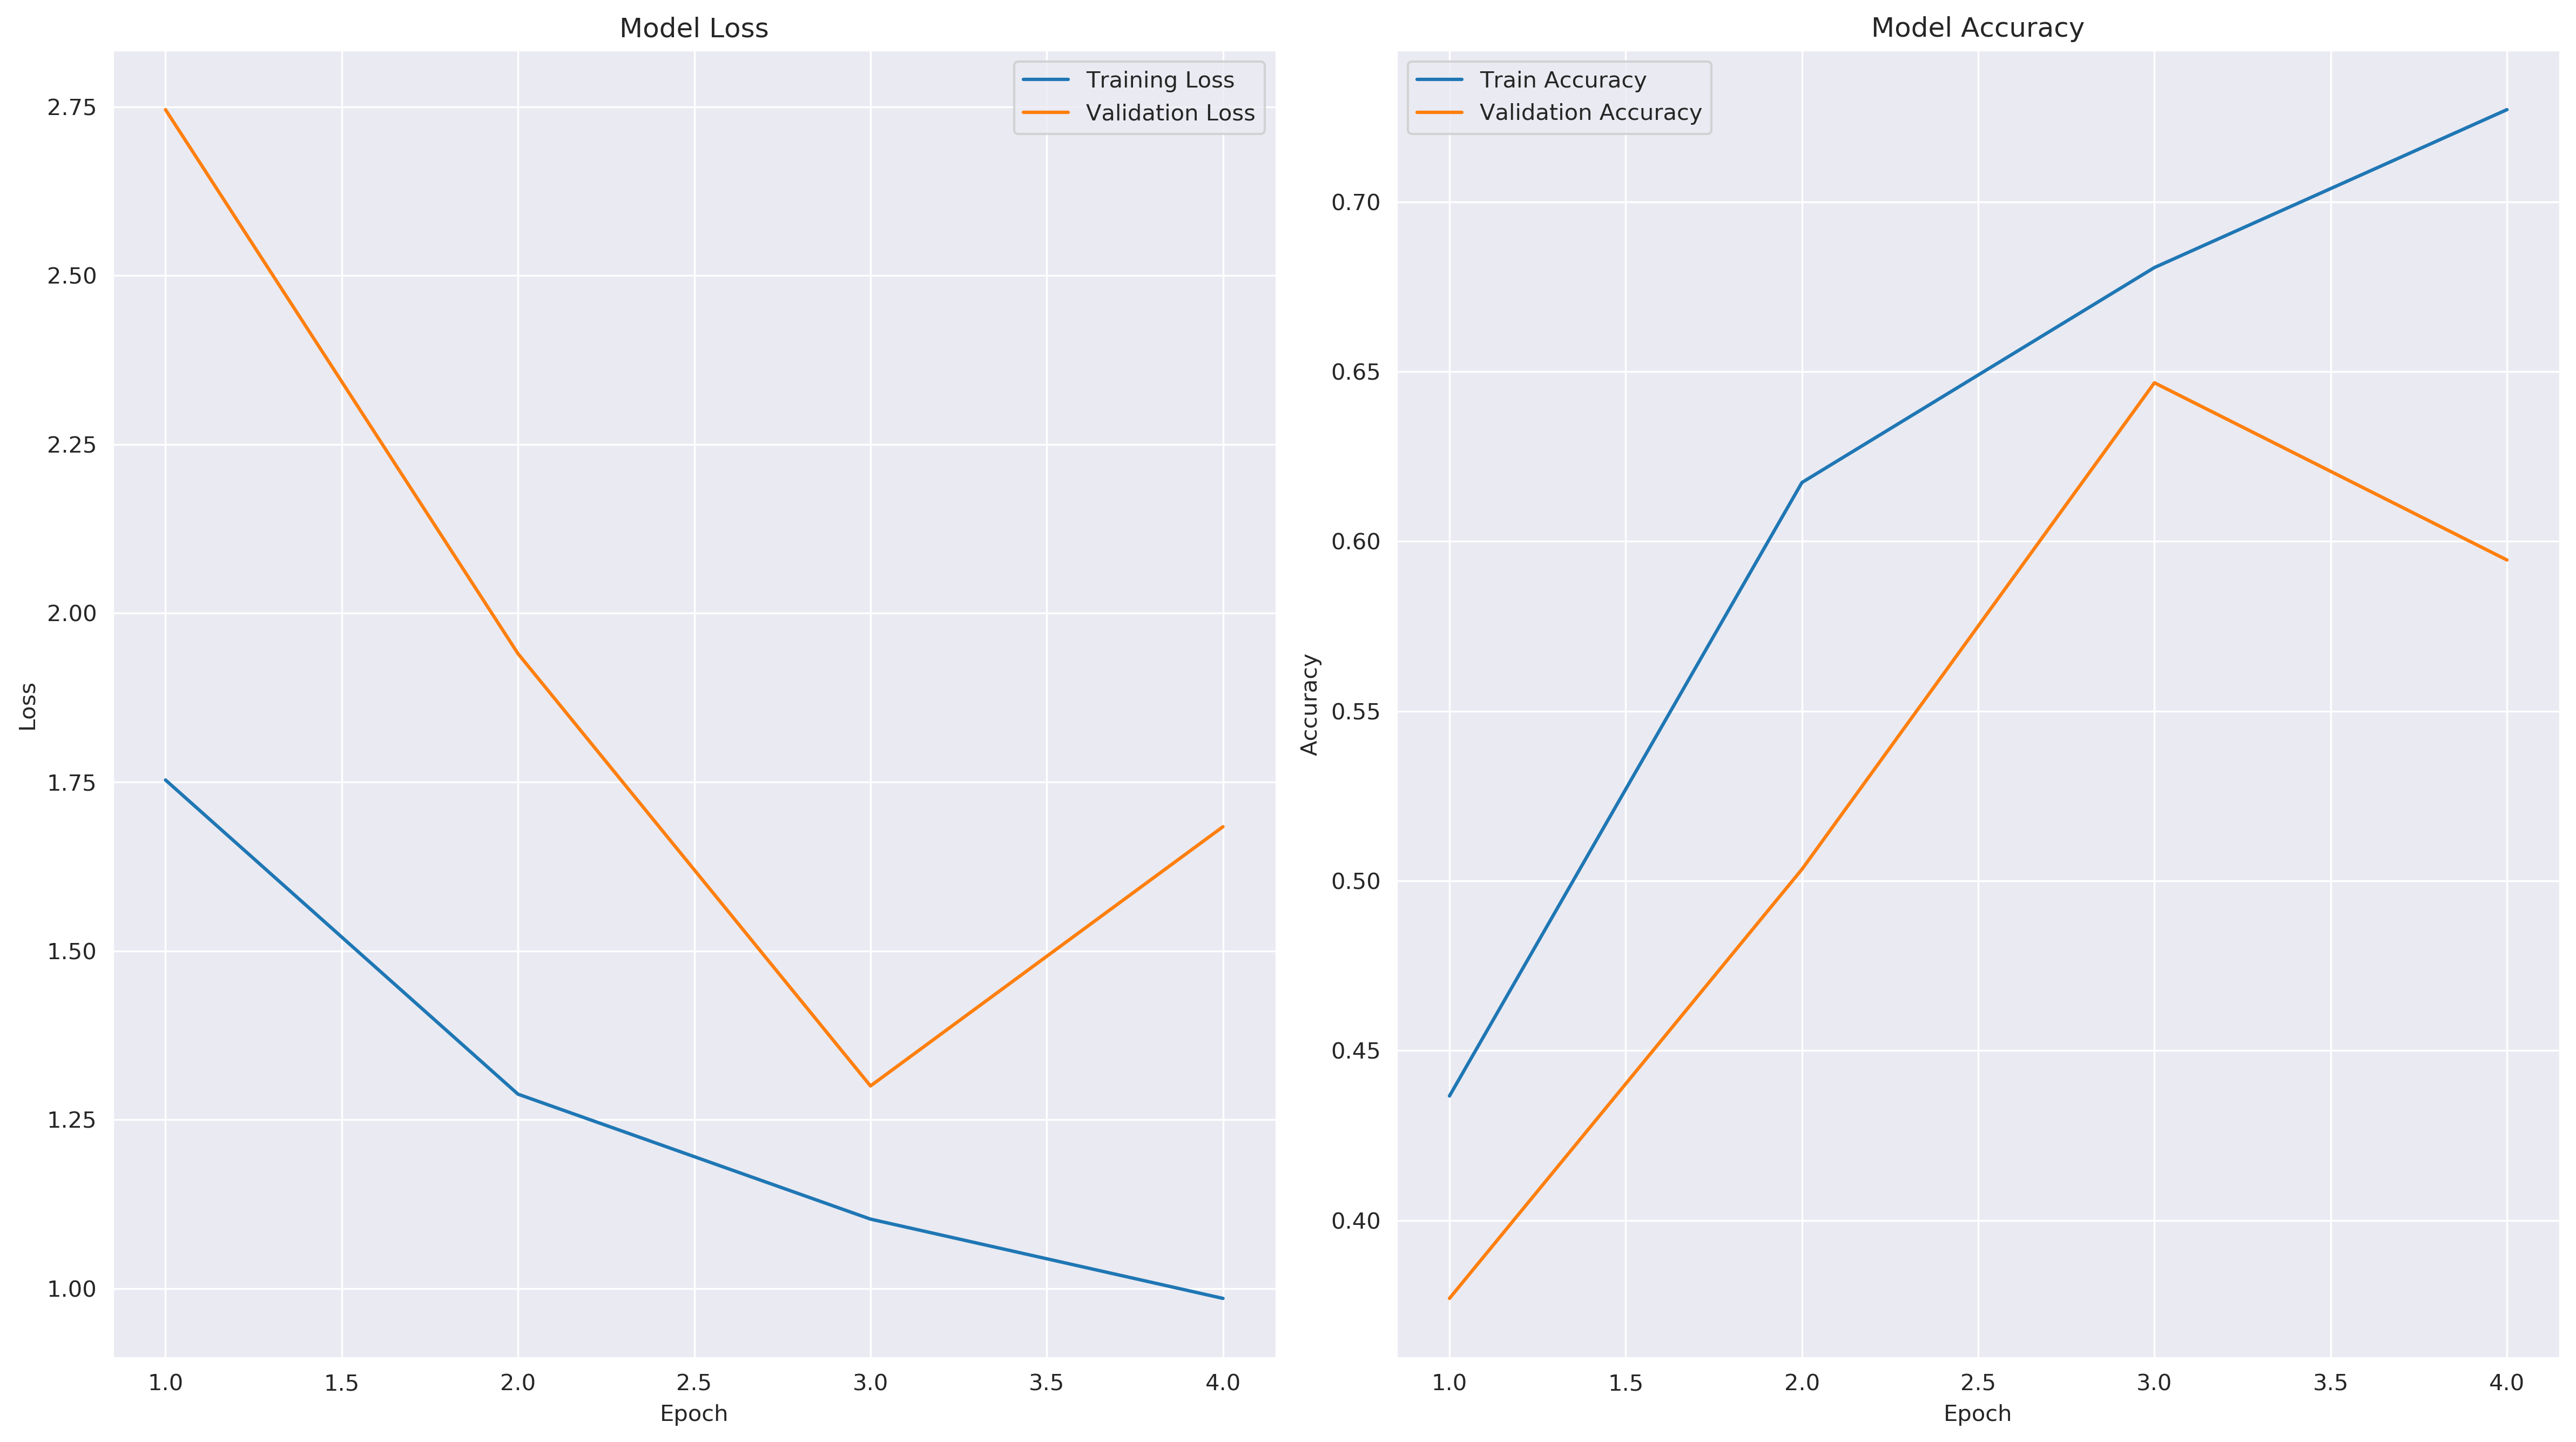 Model Loss
Training Loss
Validation Loss
2.75
2.50
2.25
2.00
1.75
1.50
1.25
1.00
Loss
1.0 1.5 2.0 2.5 3.0 3.5 4.0
Epoch
Model Accuracy
Train Accuracy
Validation Accuracy
0.70
0.65
0.60
0.55
0.50
0.45
0.40
Accuracy
1.0 1.5 2.0 2.5 3.0 3.5 4.0
Epoch